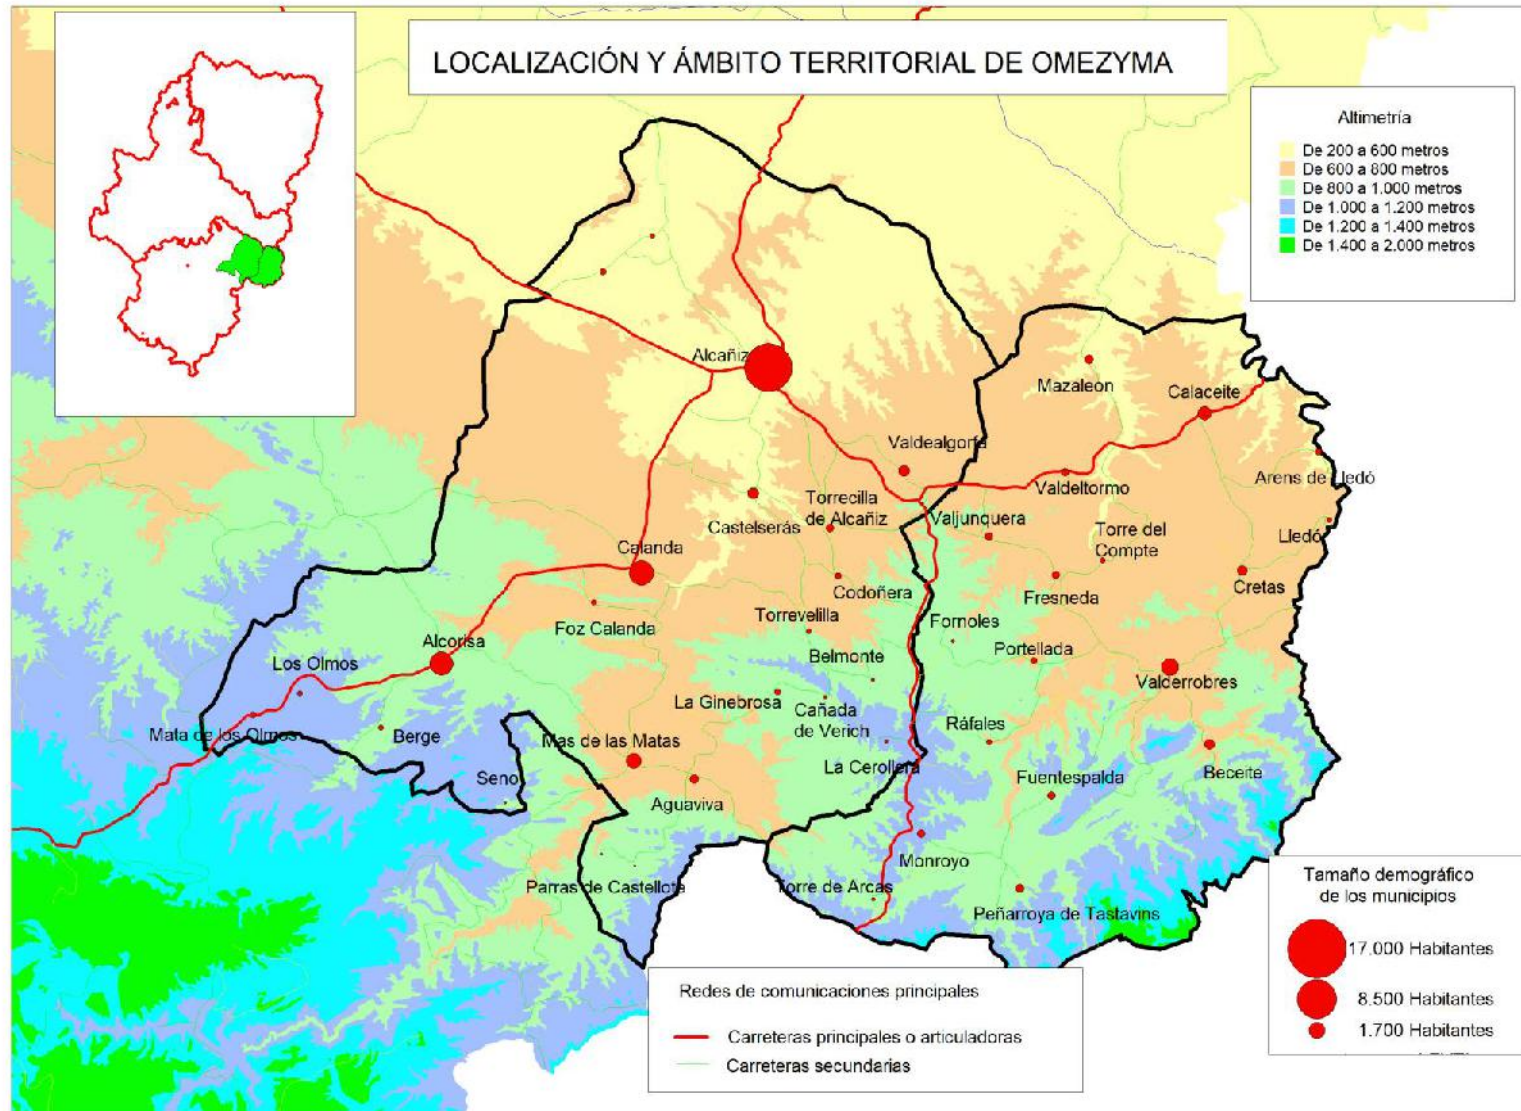 LOCALIZACIÓN Y ÁMBITO TERRITORIAL DE OMEZYMA
Altimetría
De 200 a 600 metros
De 600 a 800 metros
De 800 a 1.000 metros
De 1.000 a 1.200 metros
De 1.200 a 1.400 metros
De 1.400 a 2.000 metros
Alcañiz
Mazaleon
Calaceite
Valdealgorfa
Arens de Lledó
Valdeltormo
Torrecilla
de Alcañiz
Castelserás
Valjunquera
Torre del
Compte
Lledó
Calanda
Codoñera
Fresneda
Cretas
Foz Calanda
Torrevelilla
Fornoles
Alcorisa
Los Olmos
Belmonte
Portellada
Valderrobres
La Ginebrosa
Cañada
de Verich
Ráfales
Mata de los Olmos
Berge
Mas de las Matas
La Cerollera
Fuentespalda
Beceite
Seno
Aguaviva
Monroyo
Parras de Castellote
Torre de Arcas
Peñarroya de Tastavins
Redes de comunicaciones principales
Carreteras principales o articuladoras
Carreteras secundarias
Tamaño demográfico
de los municipios
17.000 Habitantes
8.500 Habitantes
1.700 Habitantes